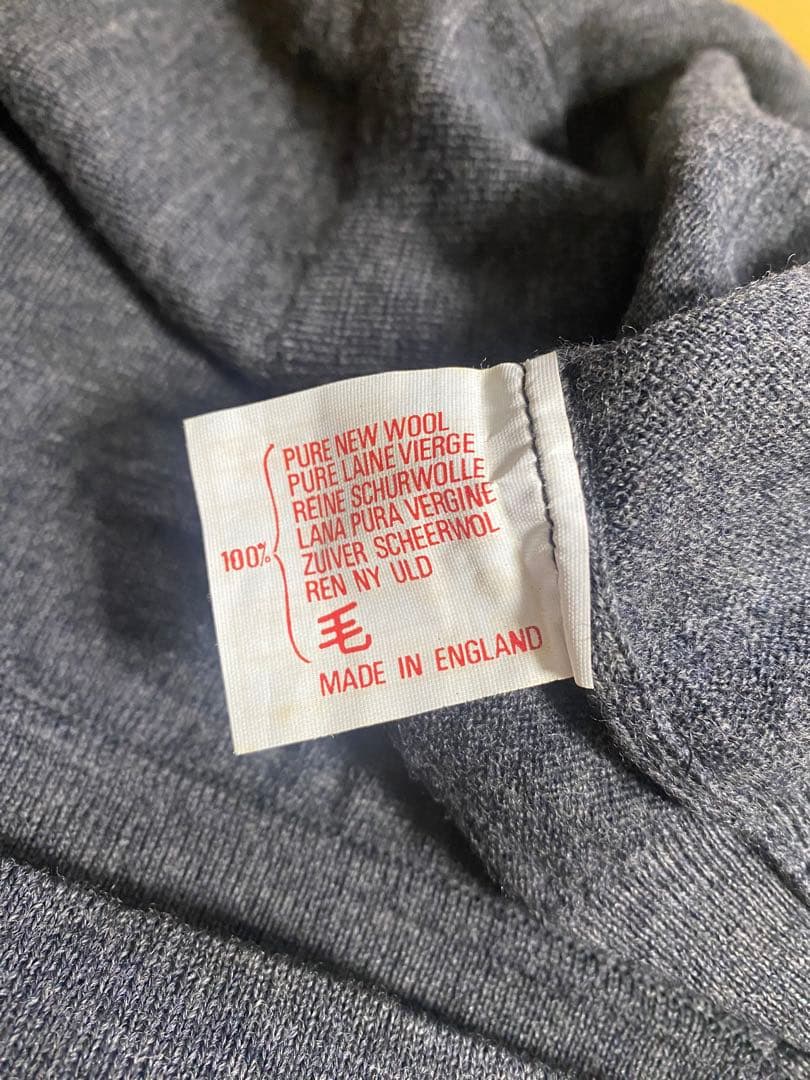 100%
PURE NEW WOOL
PURE LAINE VIERGE
REINE SCHURWOLLE
LANA PURA VERGINE
ZUIVER SCHEERWOL
REN NY ULD
毛
MADE IN ENGLAND